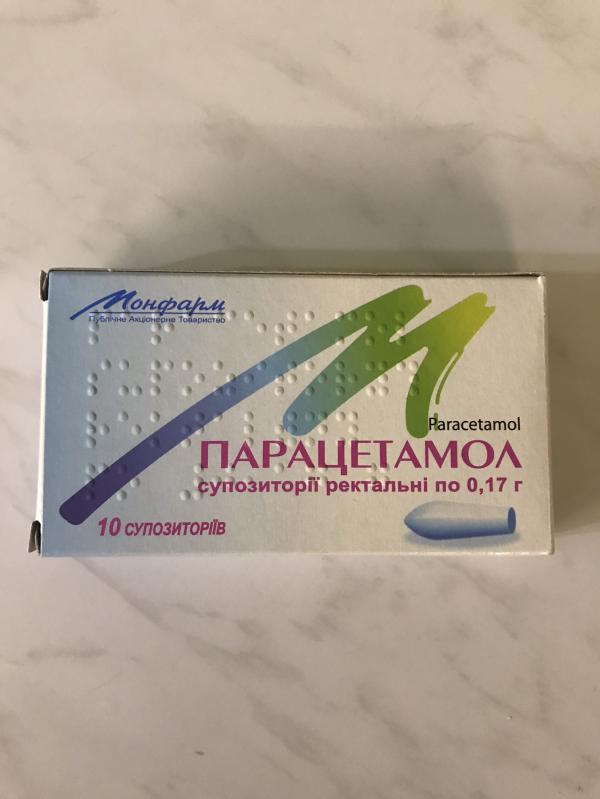 Монфарм
Публічне Акціонерне Товариство
Paracetamol
ПАРАЦЕТАМОЛ
супозиторії ректальні по 0,17 г
10 СУПОЗИТОРІЇВ